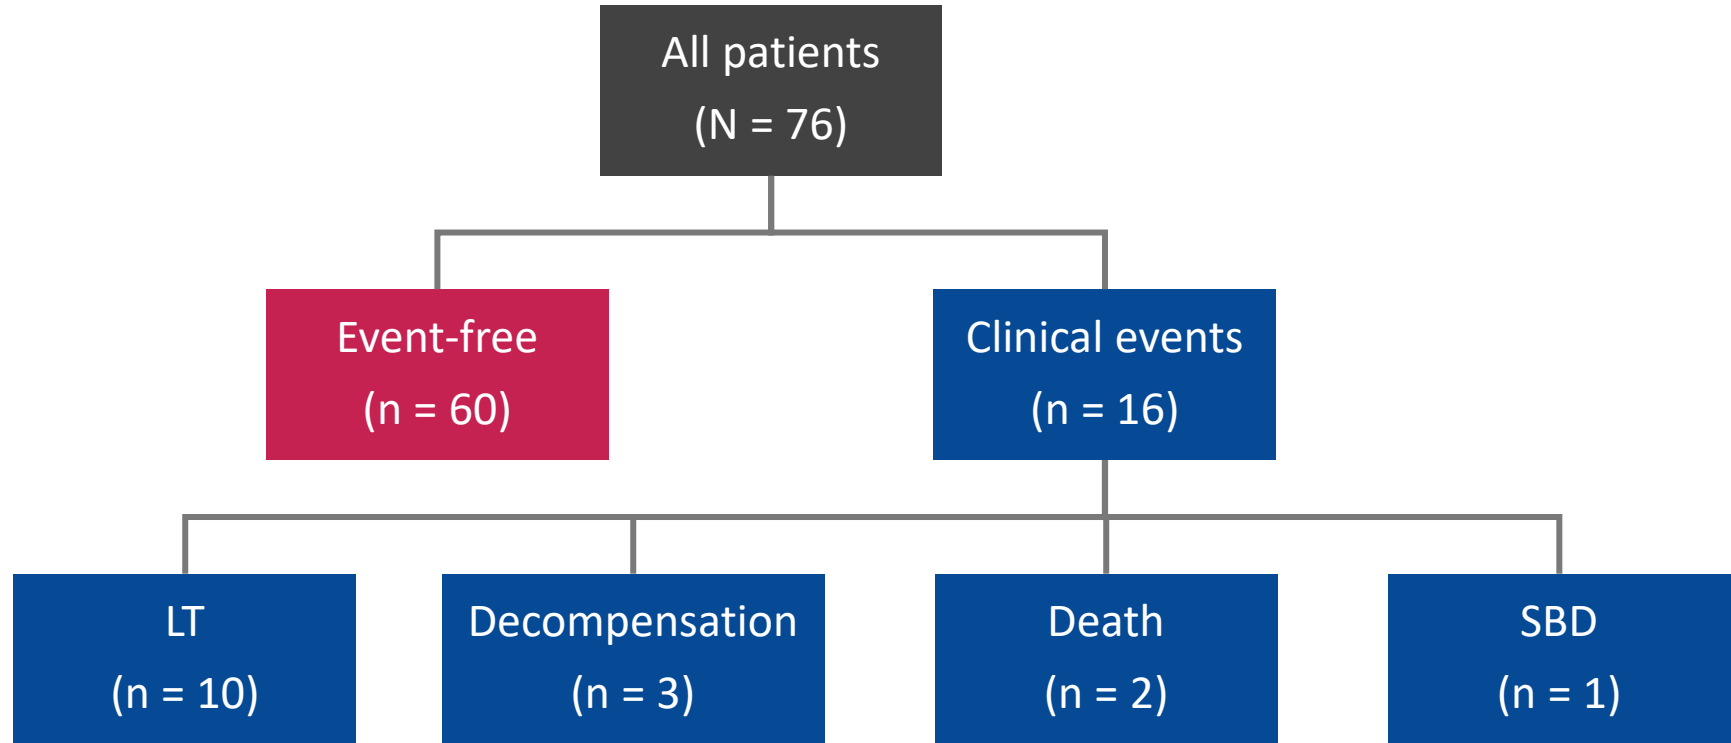 All patients
(N = 76)
Event-free
(n = 60)
Clinical events
(n = 16)
LT
(n = 10)
Decompensation
(n = 3)
Death
(n = 2)
SBD
(n = 1)